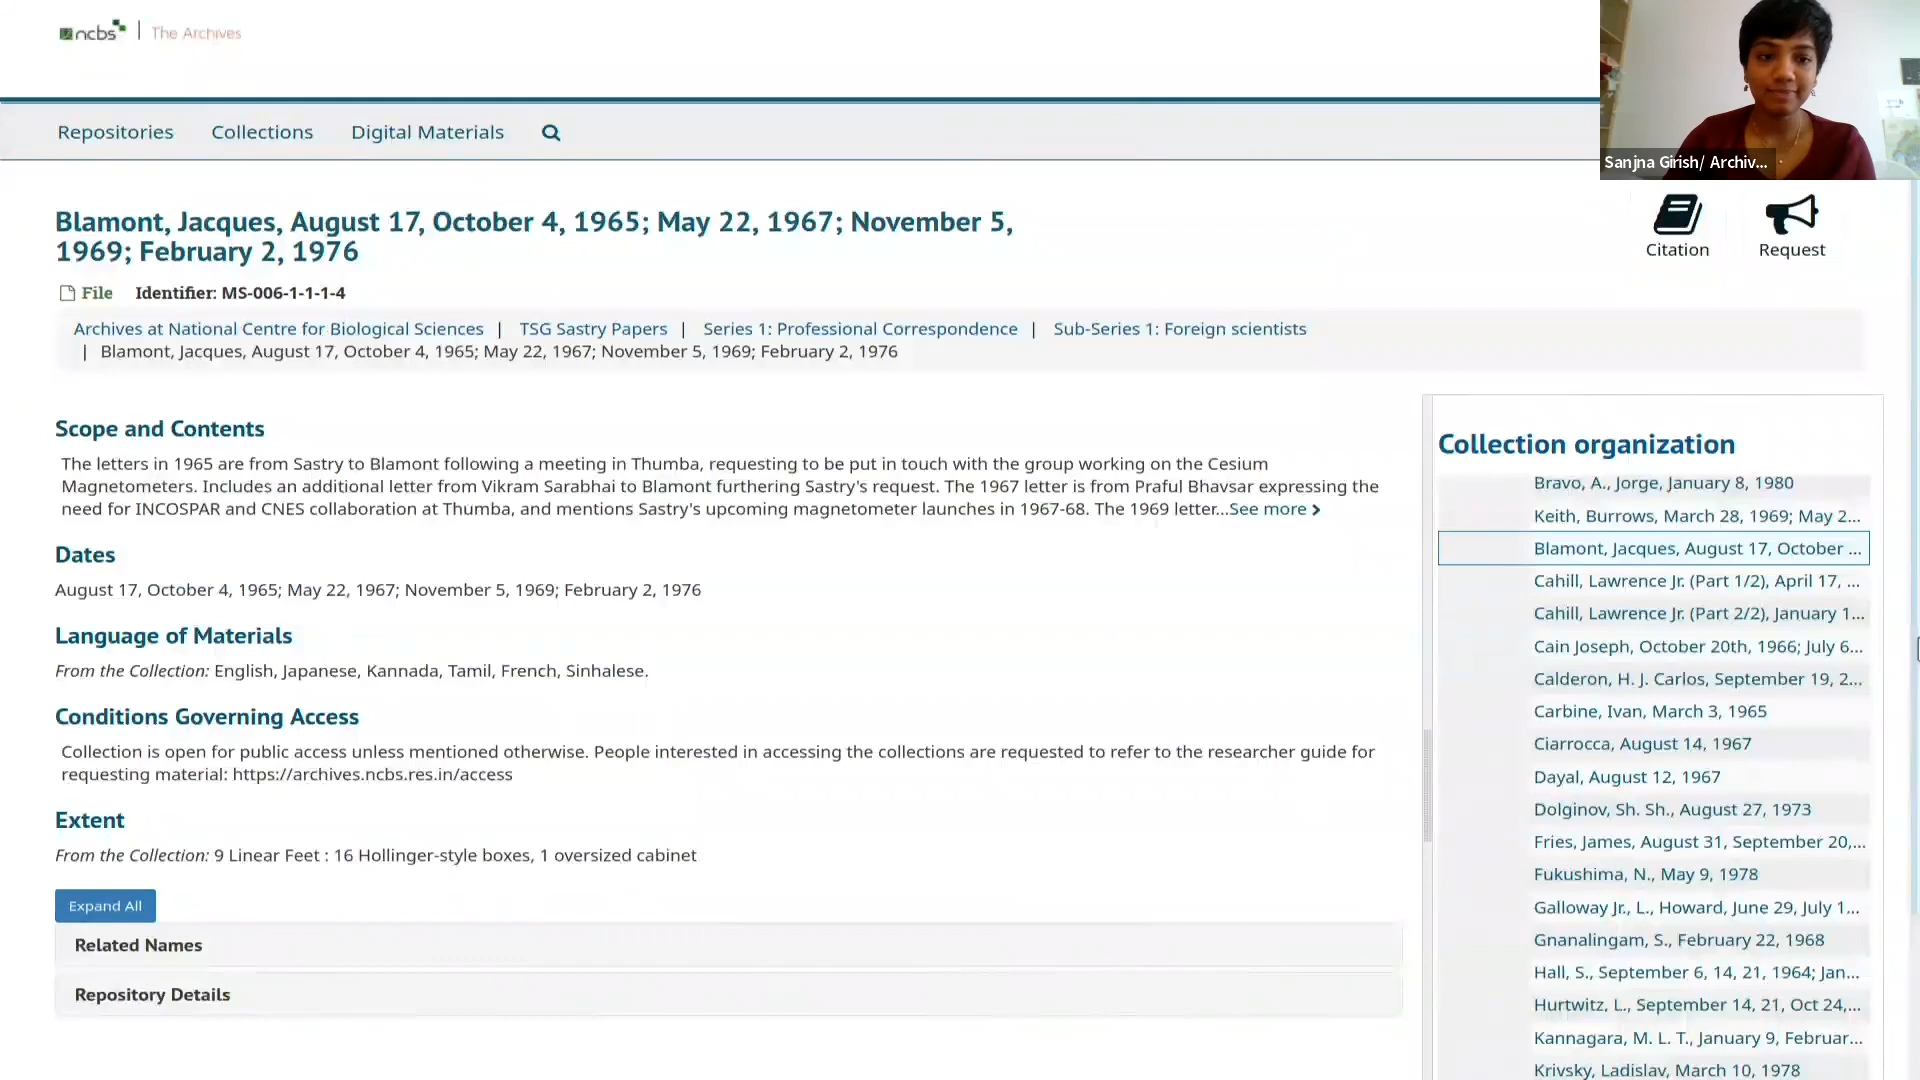 ncbs | The Archives
Sanjna Girish/ Archiv...
Repositories Collections Digital Materials
Blamont, Jacques, August 17, October 4, 1965; May 22, 1967; November 5,
1969; February 2, 1976
Citation Request
File Identifier: MS-006-1-1-1-4
Archives at National Centre for Biological Sciences | TSG Sastry Papers | Series 1: Professional Correspondence | Sub-Series 1: Foreign scientists
| Blamont, Jacques, August 17, October 4, 1965; May 22, 1967; November 5, 1969; February 2, 1976
Scope and Contents
The letters in 1965 are from Sastry to Blamont following a meeting in Thumba, requesting to be put in touch with the group working on the Cesium
Magnetometers. Includes an additional letter from Vikram Sarabhai to Blamont furthering Sastry's request. The 1967 letter is from Praful Bhavsar expressing the
need for INCOSPAR and CNES collaboration at Thumba, and mentions Sastry's upcoming magnetometer launches in 1967-68. The 1969 letter...See more >
Dates
August 17, October 4, 1965; May 22, 1967; November 5, 1969; February 2, 1976
Language of Materials
From the Collection: English, Japanese, Kannada, Tamil, French, Sinhalese.
Conditions Governing Access
Collection is open for public access unless mentioned otherwise. People interested in accessing the collections are requested to refer to the researcher guide for
requesting material: https://archives.ncbs.res.in/access
Extent
From the Collection: 9 Linear Feet : 16 Hollinger-style boxes, 1 oversized cabinet
Expand All
Related Names
Repository Details
Collection organization
Bravo, A., Jorge, January 8, 1980
Keith, Burrows, March 28, 1969; May 2...
Blamont, Jacques, August 17, October ...
Cahill, Lawrence Jr. (Part 1/2), April 17, ...
Cahill, Lawrence Jr. (Part 2/2), January 1...
Cain Joseph, October 20th, 1966; July 6...
Calderon, H. J. Carlos, September 19, 2...
Carbine, Ivan, March 3, 1965
Ciarrocca, August 14, 1967
Dayal, August 12, 1967
Dolginov, Sh. Sh., August 27, 1973
Fries, James, August 31, September 20,...
Fukushima, N., May 9, 1978
Galloway Jr., L., Howard, June 29, July 1...
Gnanalingam, S., February 22, 1968
Hall, S., September 6, 14, 21, 1964; Jan...
Hurtwitz, L., September 14, 21, Oct 24,...
Kannagara, M. L. T., January 9, Februar...
Krivsky, Ladislav, March 10, 1978